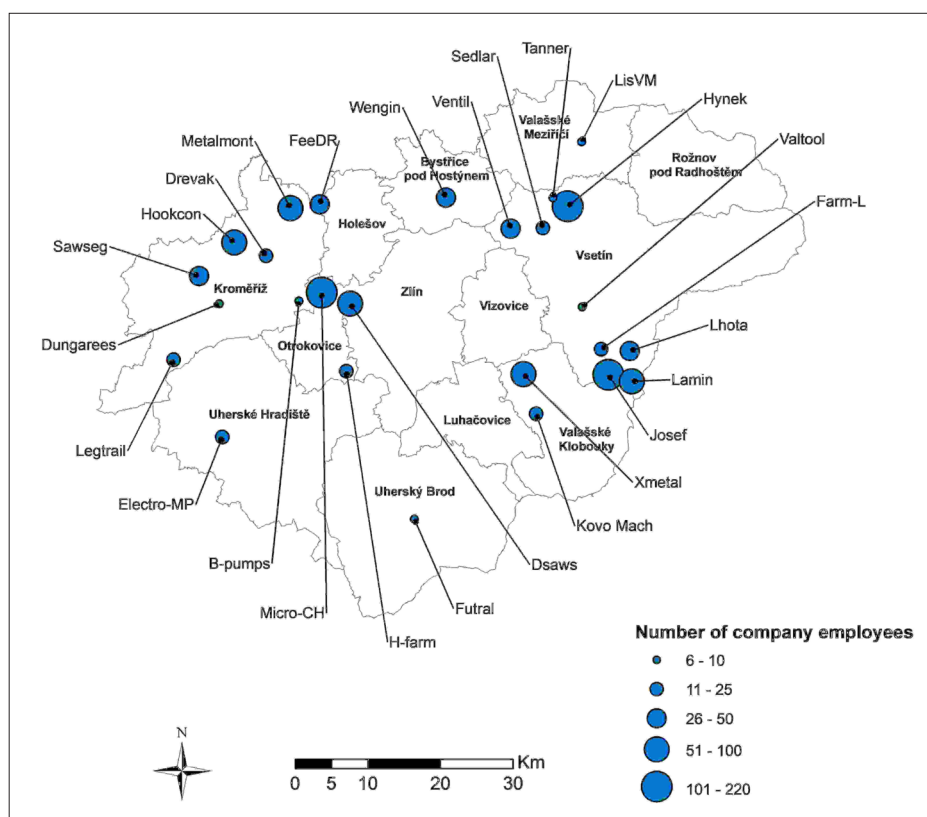 Tanner
Sedlar
LisVM
Wengin
Ventil
Valašské
Meziříčí
Hynek
Metalmont
FeeDR
Bystřice
pod Hostýnem
Rožnov
pod Radhoštěm
Valtool
Drevak
Farm-L
Hookcon
Holešov
Sawseg
Vsetín
Kroměříž
Zlín
Vizovice
Lhota
Dungarees
Otrokovice
Lamin
Uherské Hradiště
Luhačovice
Valašské
Klobouky
Josef
Legtrail
Xmetal
Uherský Brod
Electro-MP
Kovo Mach
B-pumps
Dsaws
Micro-CH
Futral
H-farm
Number of company employees
6 - 10
11 - 25
26 - 50
51 - 100
101 - 220
N
Km
0 5 10 20 30